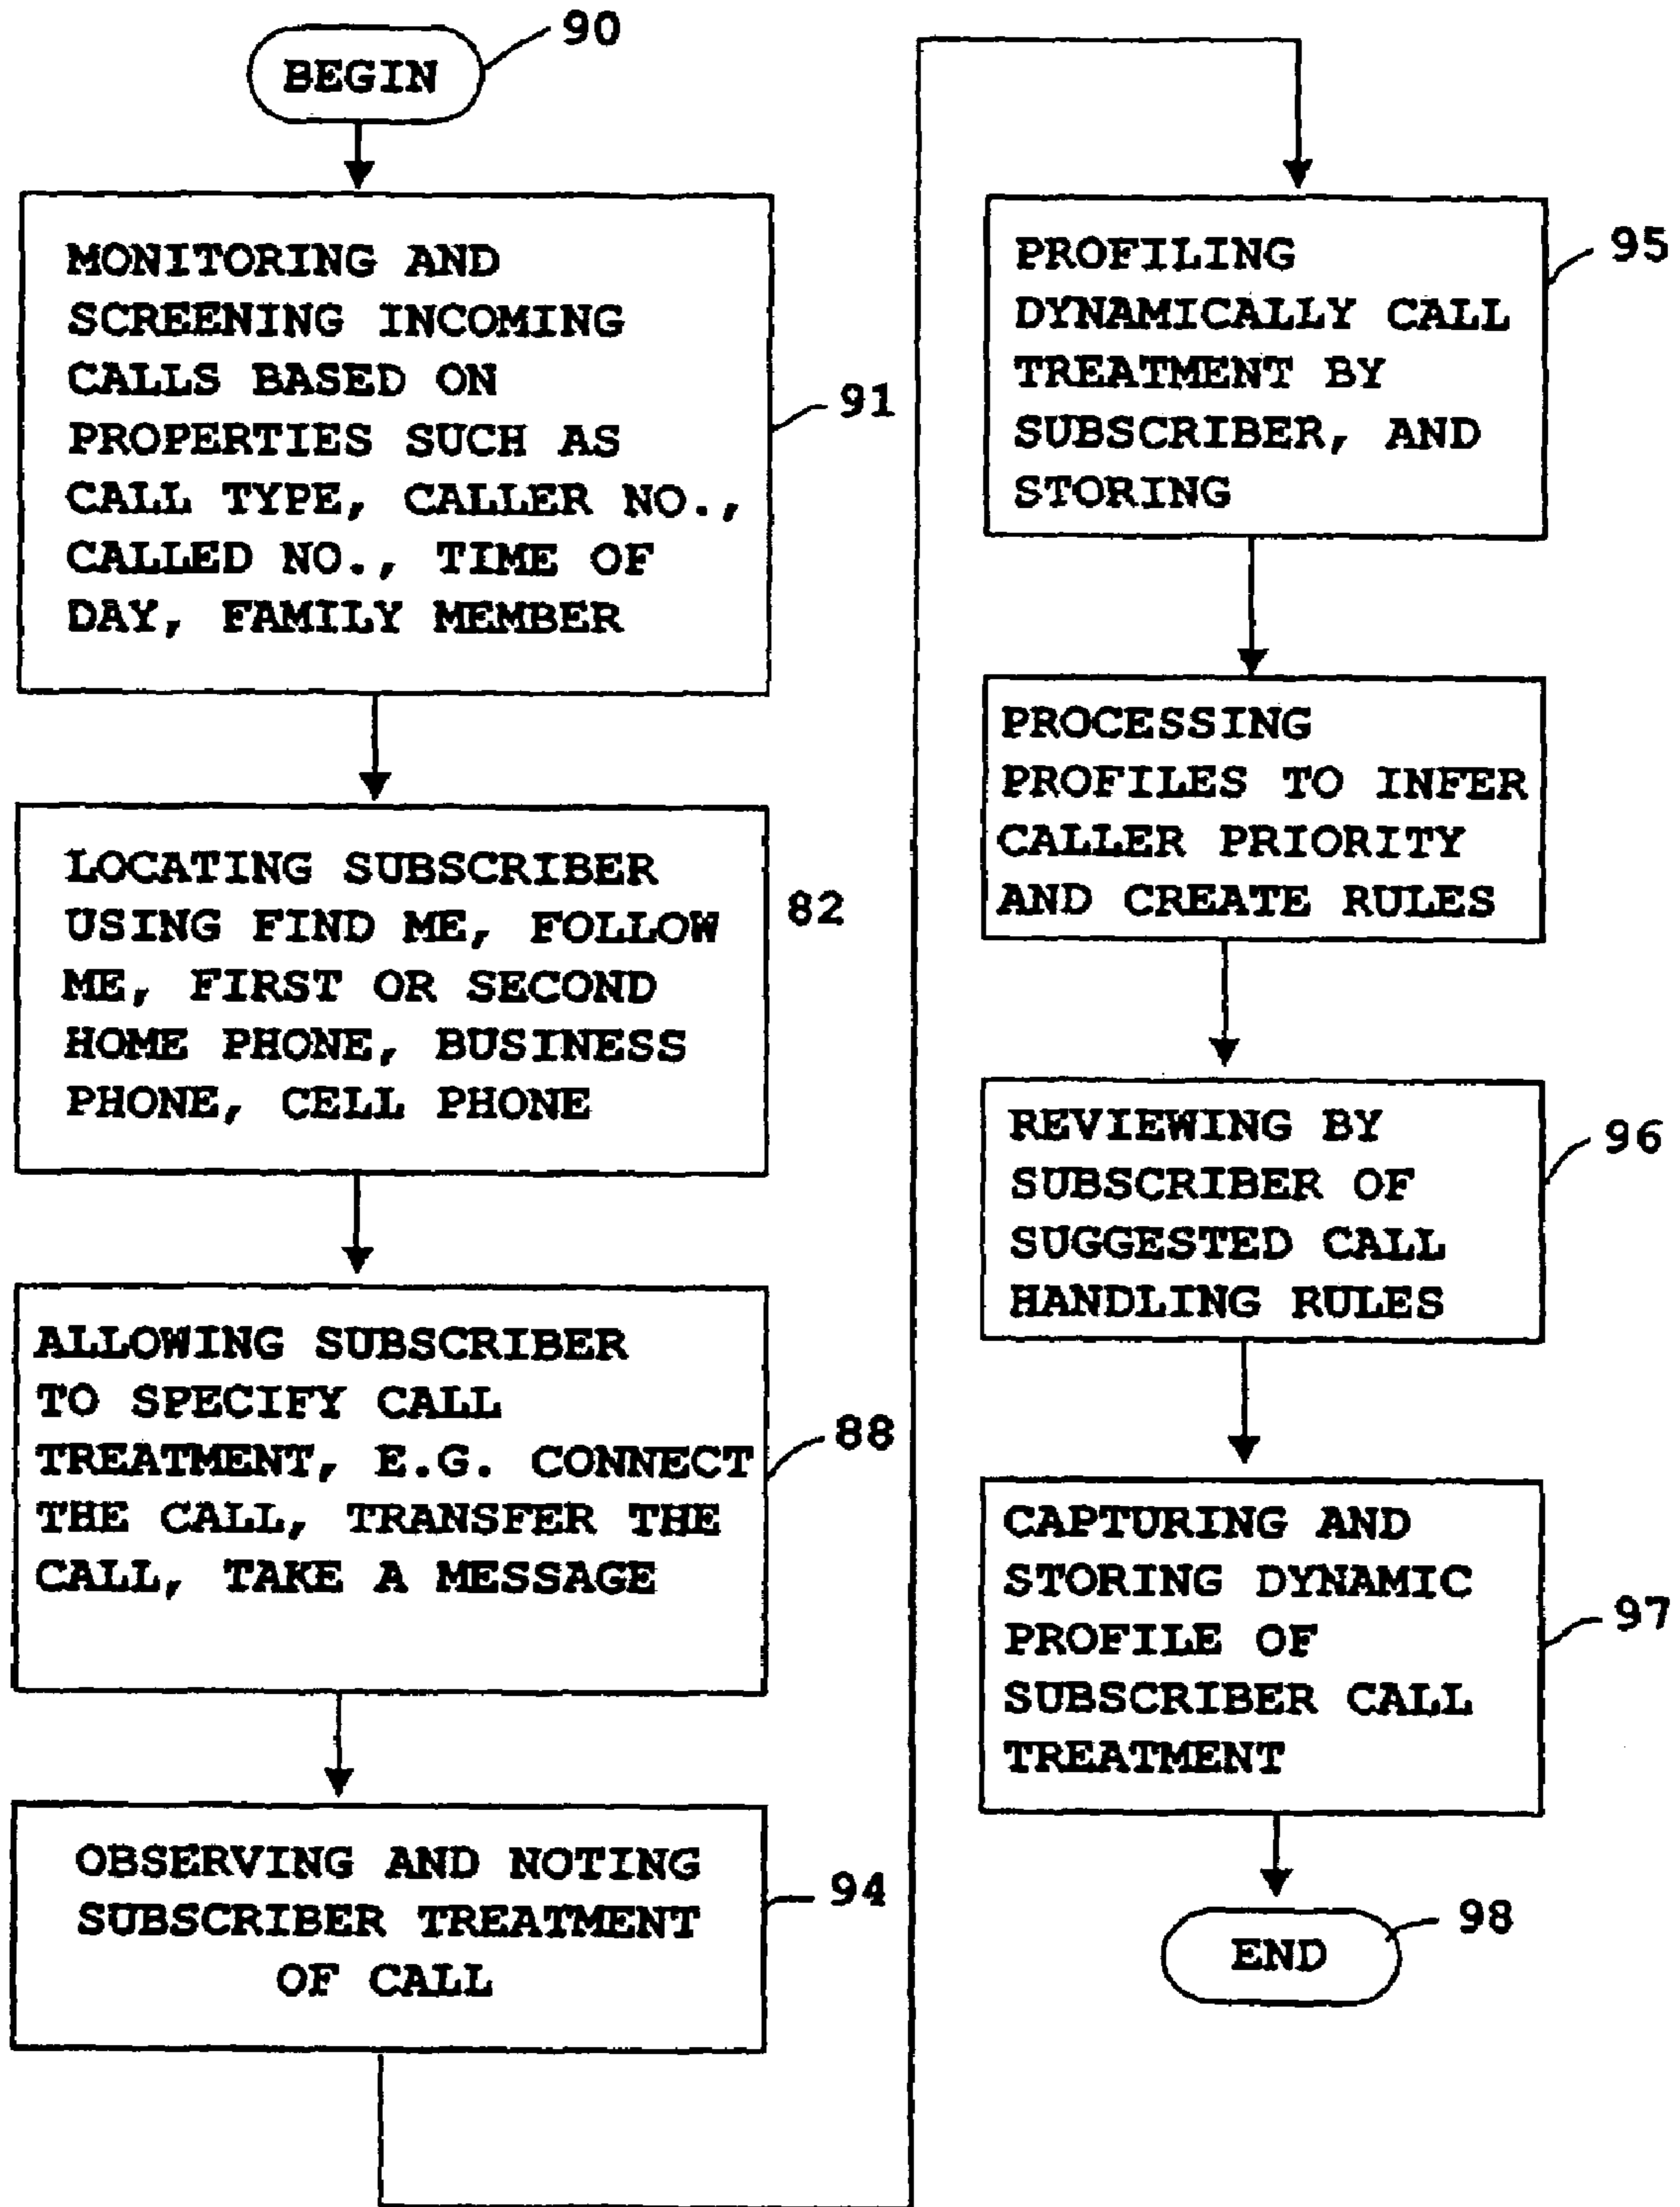 90
BEGIN
MONITORING AND
SCREENING INCOMING
CALLS BASED ON
PROPERTIES SUCH AS
CALL TYPE, CALLER NO.,
CALLED NO., TIME OF
DAY, FAMILY MEMBER
91
LOCATING SUBSCRIBER
USING FIND ME, FOLLOW
ME, FIRST OR SECOND
HOME PHONE, BUSINESS
PHONE, CELL PHONE
82
ALLOWING SUBSCRIBER
TO SPECIFY CALL
TREATMENT, E.G. CONNECT
THE CALL, TRANSFER THE
CALL, TAKE A MESSAGE
88
OBSERVING AND NOTING
SUBSCRIBER TREATMENT
OF CALL
94
PROFILING
DYNAMICALLY CALL
TREATMENT BY
SUBSCRIBER, AND
STORING
95
PROCESSING
PROFILES TO INFER
CALLER PRIORITY
AND CREATE RULES
REVIEWING BY
SUBSCRIBER OF
SUGGESTED CALL
HANDLING RULES
96
CAPTURING AND
STORING DYNAMIC
PROFILE OF
SUBSCRIBER CALL
TREATMENT
97
END
98